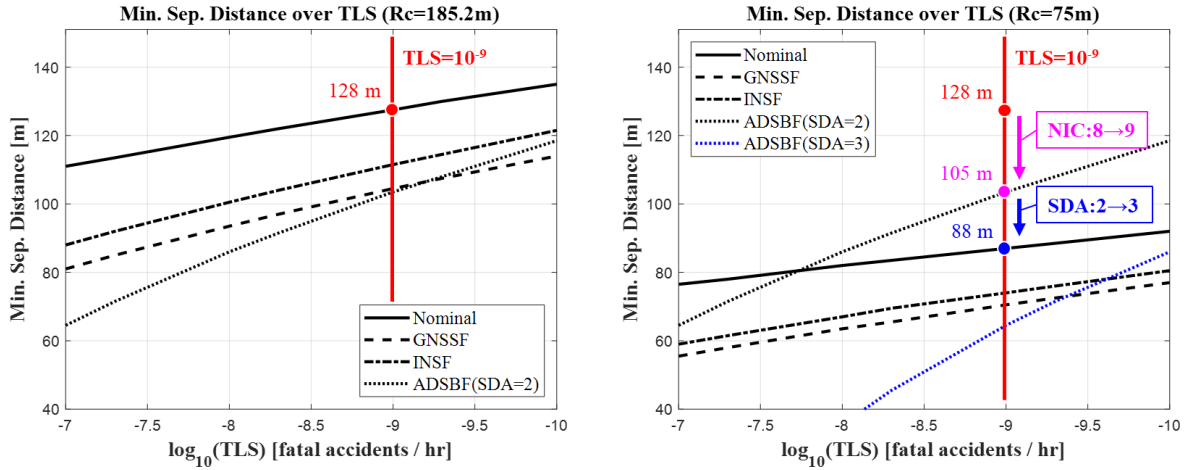 Min. Sep. Distance over TLS (Rc=185.2m)
140
120
100
80
60
40
Min. Sep. Distance [m]
TLS=10⁻⁹
128 m
Nominal
GNSSF
INSF
ADSBF(SDA=2)
-7
-7.5
-8
-8.5
-9
-9.5
-10
log₁₀(TLS) [fatal accidents / hr]
Min. Sep. Distance over TLS (Rc=75m)
140
120
100
80
60
40
Min. Sep. Distance [m]
Nominal
GNSSF
INSF
ADSBF(SDA=2)
ADSBF(SDA=3)
TLS=10⁻⁹
128 m
NIC:8→9
105 m
SDA:2→3
88 m
-7
-7.5
-8
-8.5
-9
-9.5
-10
log₁₀(TLS) [fatal accidents / hr]